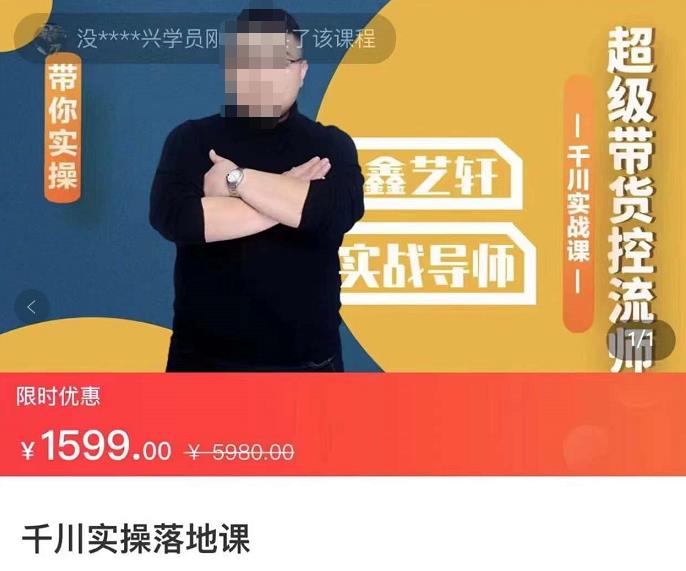 没****兴学员刚 了该课程
带你实操
鑫艺轩
实战导师
千川实战课
超级带货控流师
1/1
限时优惠
¥1599.00 ¥ 5980.00
千川实操落地课